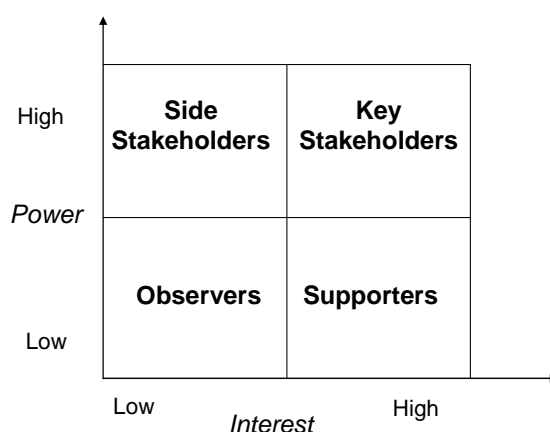 High
Side
Stakeholders
Key
Stakeholders
Power
Observers
Supporters
Low
Low
High
Interest